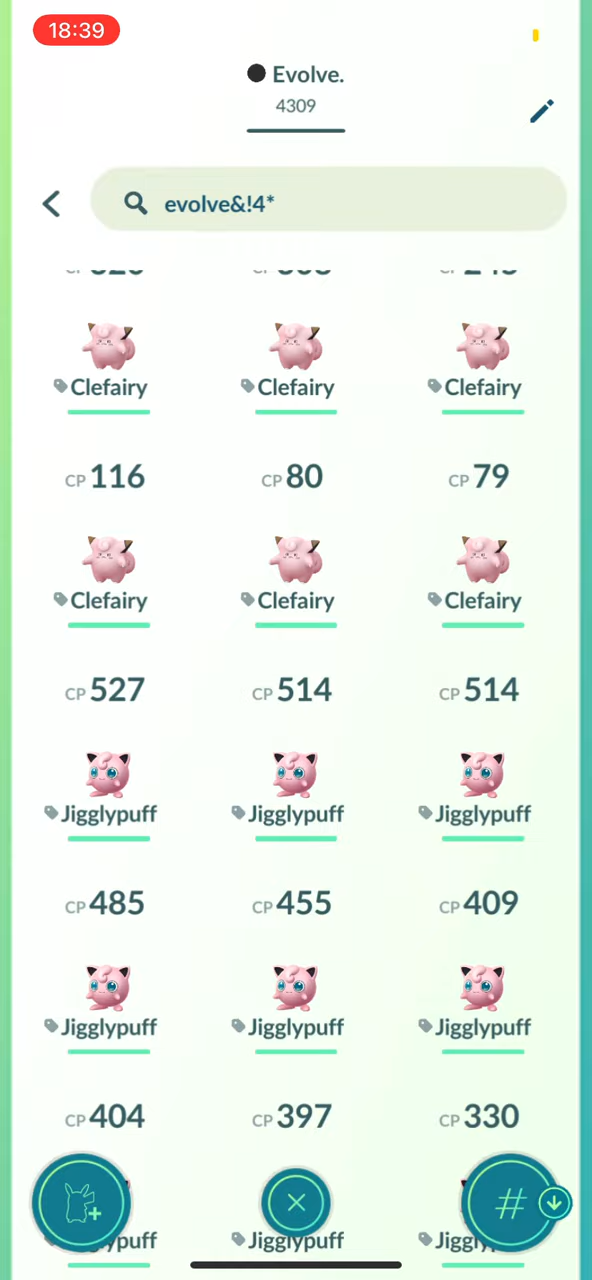 18:39
Evolve.
4309
evolve&!4*
Clefairy Clefairy Clefairy
CP 116 CP 80 CP 79
Clefairy Clefairy Clefairy
CP 527 CP 514 CP 514
Jigglypuff Jigglypuff Jigglypuff
CP 485 CP 455 CP 409
Jigglypuff Jigglypuff Jigglypuff
CP 404 CP 397 CP 330
#
Jigglypuff